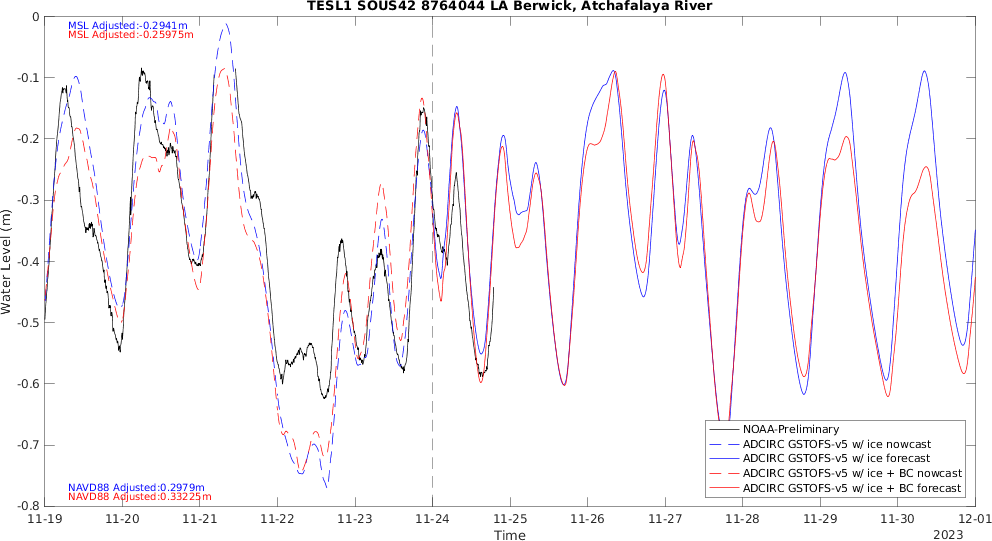 TESL1 SOUS42 8764044 LA Berwick, Atchafalaya River
MSL Adjusted:-0.2941m
MSL Adjusted:-0.25975m
0
-0.1
-0.2
-0.3
-0.4
-0.5
-0.6
-0.7
-0.8
Water Level (m)
NAVD88 Adjusted:0.2979m
NAVD88 Adjusted:0.33225m
NOAA-Preliminary
ADCIRC GSTOFS-v5 w/ ice nowcast
ADCIRC GSTOFS-v5 w/ ice forecast
ADCIRC GSTOFS-v5 w/ ice + BC nowcast
ADCIRC GSTOFS-v5 w/ ice + BC forecast
11-19 11-20 11-21 11-22 11-23 11-24 11-25 11-26 11-27 11-28 11-29 11-30 12-01
Time
2023